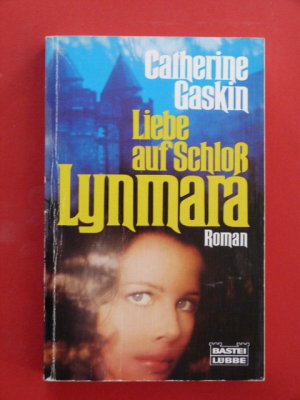 Catherine
Gaskin
Liebe
auf Schloß
Lynmara
Roman
BASTEI
LÜBBE